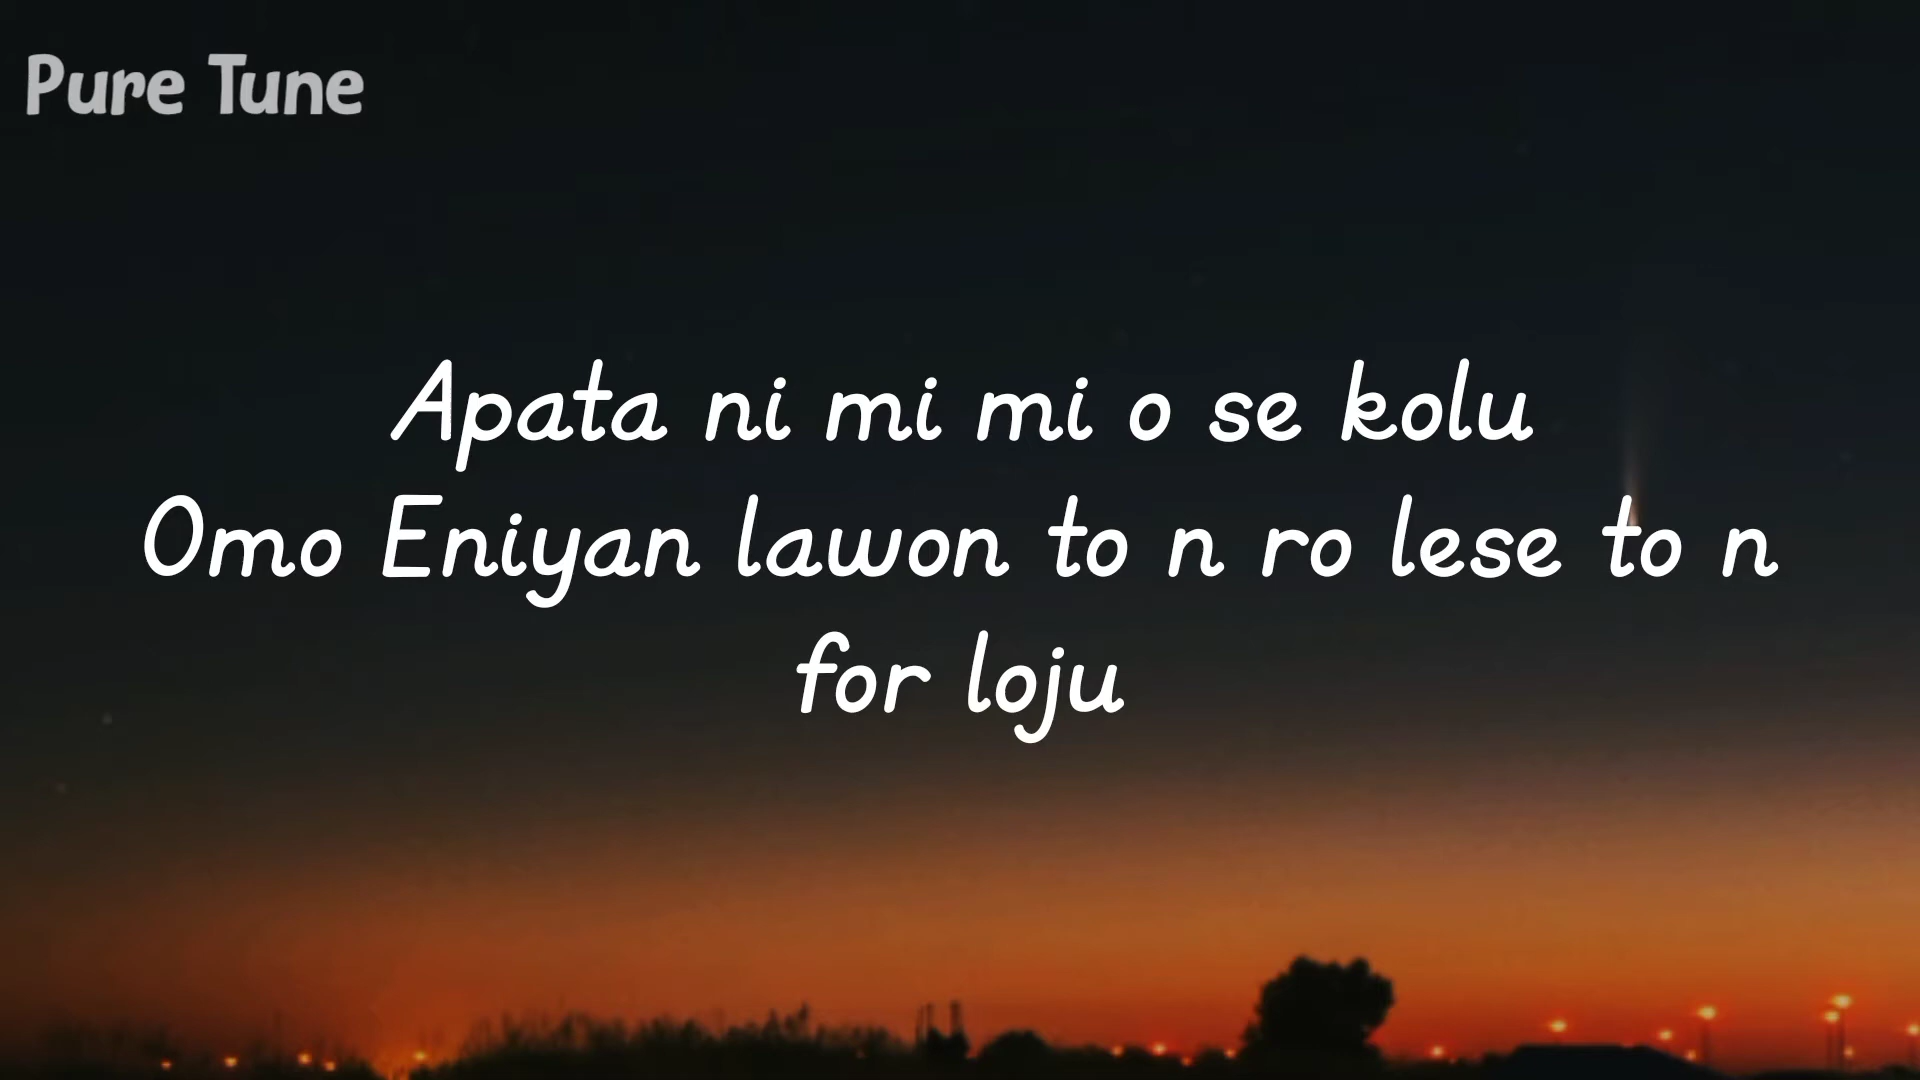 Pure Tune
Apata ni mi mi o se kolu
Omo Eniyan lawon to n ro lese to n
for loju